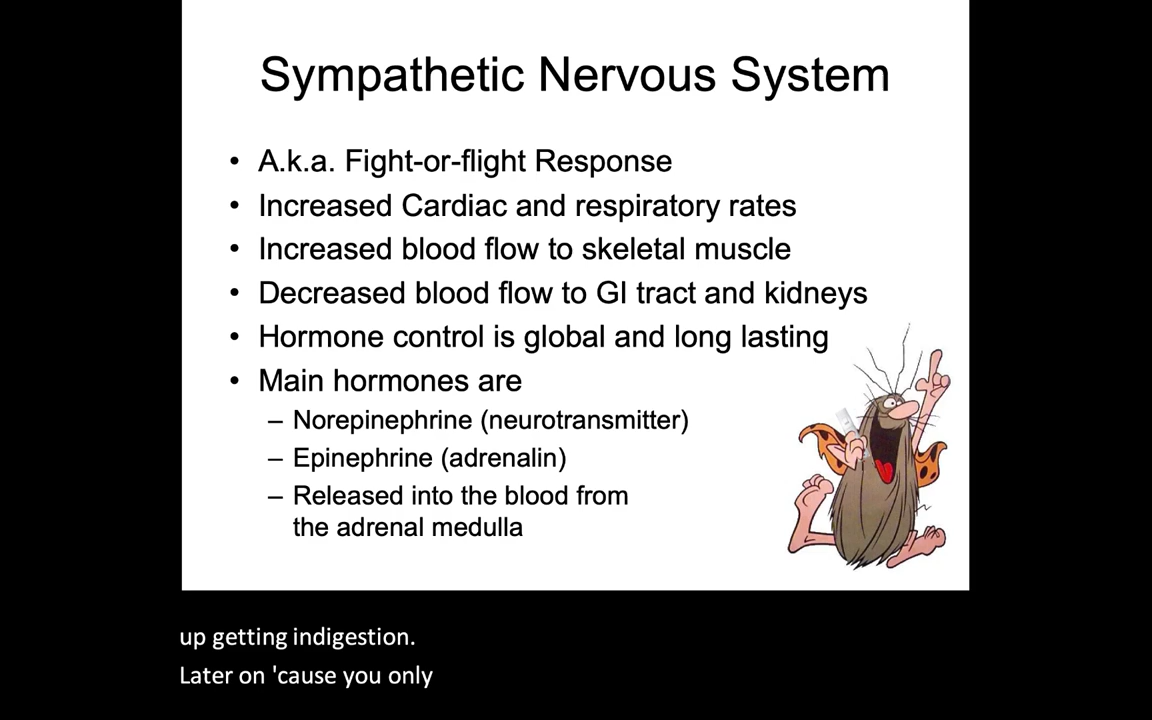 Sympathetic Nervous System
• A.k.a. Fight-or-flight Response
• Increased Cardiac and respiratory rates
• Increased blood flow to skeletal muscle
• Decreased blood flow to GI tract and kidneys
• Hormone control is global and long lasting
• Main hormones are
– Norepinephrine (neurotransmitter)
– Epinephrine (adrenalin)
– Released into the blood from
the adrenal medulla
up getting indigestion.
Later on 'cause you only